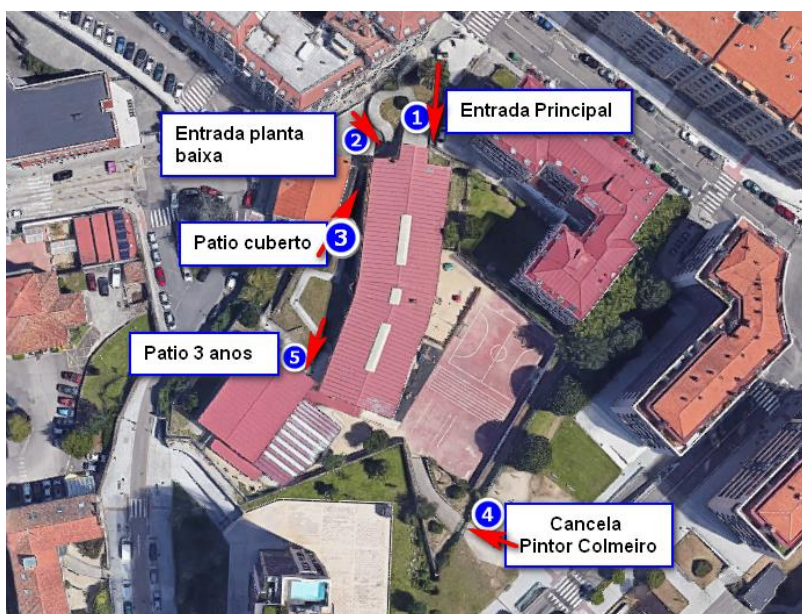 1
Entrada Principal
Entrada planta
baixa
2
Patio cuberto
3
Patio 3 anos
5
4
Cancela
Pintor Colmeiro